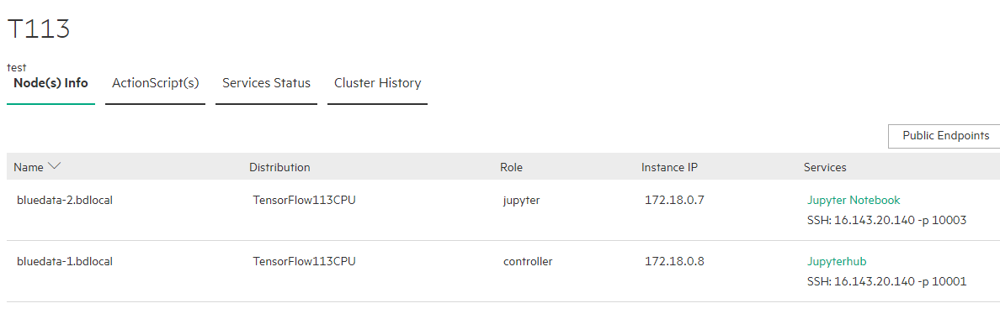 T113
test
Node(s) Info ActionScript(s) Services Status Cluster History
Public Endpoints
Name Distribution Role Instance IP Services
bluedata-2.bdlocal TensorFlow113CPU jupyter 172.18.0.7 Jupyter Notebook
SSH: 16.143.20.140 -p 10003
bluedata-1.bdlocal TensorFlow113CPU controller 172.18.0.8 Jupyterhub
SSH: 16.143.20.140 -p 10001